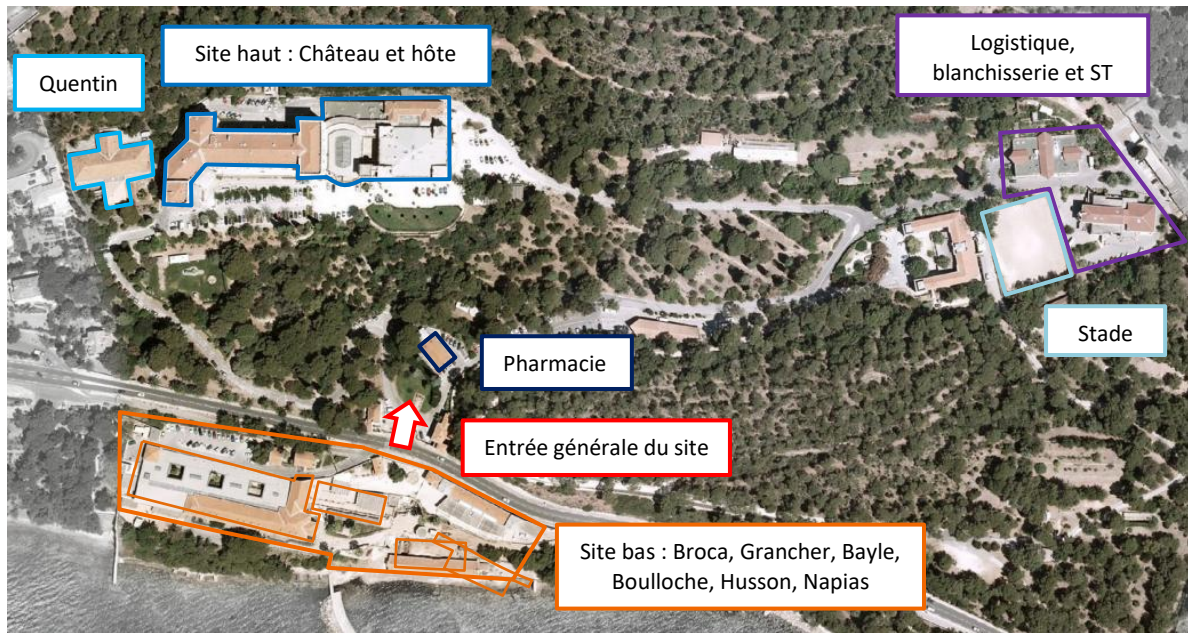 Site haut : Château et hôte
Quentin
Logistique,
blanchisserie et ST
Stade
Pharmacie
Entrée générale du site
Site bas : Broca, Grancher, Bayle,
Boulloche, Husson, Napias